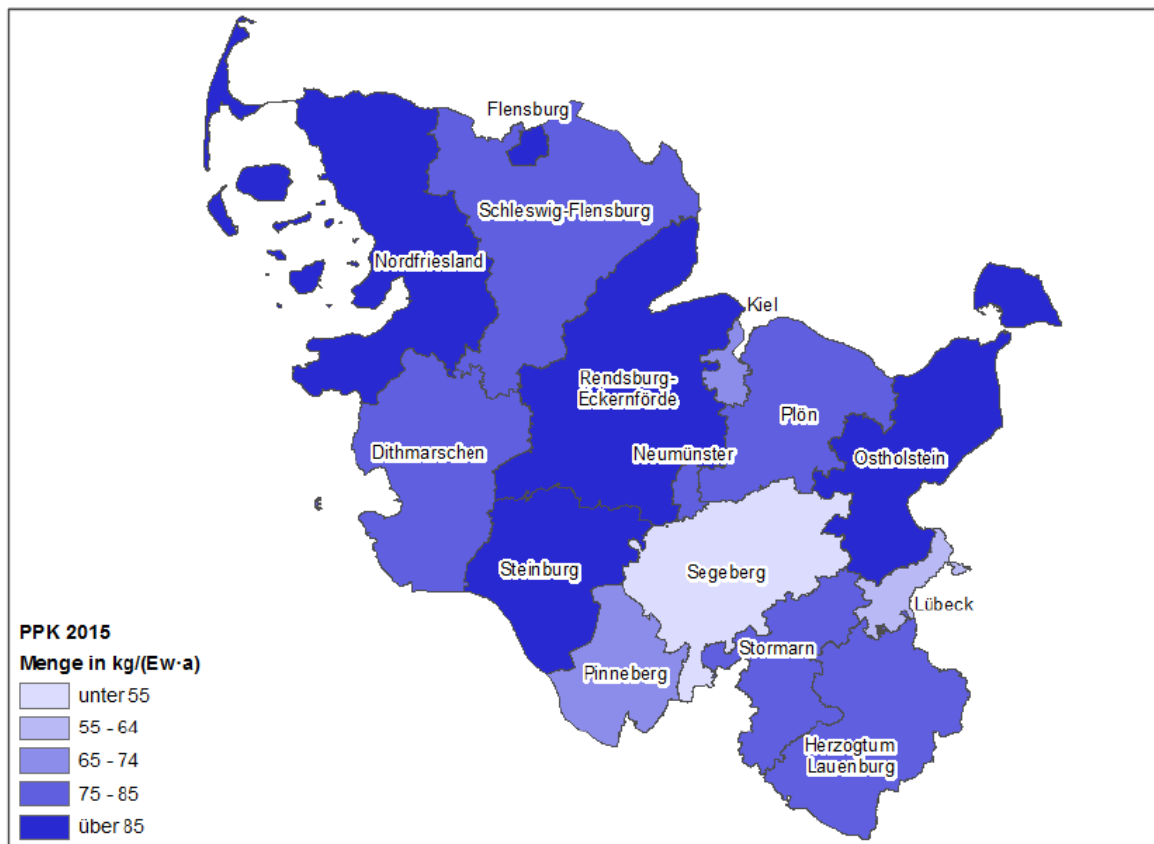 Flensburg
Schleswig-Flensburg
Nordfriesland
Kiel
Rendsburg-
Eckernförde
Plön
Dithmarschen
Neumünster
Ostholstein
Steinburg
Segeberg
Lübeck
Stormarn
Pinneberg
Herzogtum
Lauenburg
PPK 2015
Menge in kg/(Ew·a)
unter 55
55 - 64
65 - 74
75 - 85
über 85